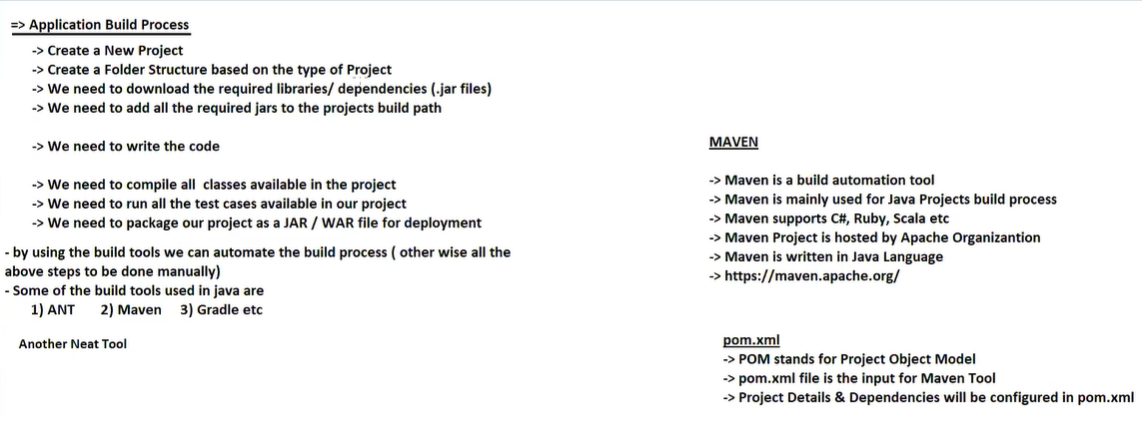 => Application Build Process
-> Create a New Project
-> Create a Folder Structure based on the type of Project
-> We need to download the required libraries/ dependencies (.jar files)
-> We need to add all the required jars to the projects build path
-> We need to write the code
-> We need to compile all classes available in the project
-> We need to run all the test cases available in our project
-> We need to package our project as a JAR / WAR file for deployment
- by using the build tools we can automate the build process ( other wise all the
above steps to be done manually)
- Some of the build tools used in java are
1) ANT 2) Maven 3) Gradle etc
Another Neat Tool
MAVEN
-> Maven is a build automation tool
-> Maven is mainly used for Java Projects build process
-> Maven supports C#, Ruby, Scala etc
-> Maven Project is hosted by Apache Organizantion
-> Maven is written in Java Language
-> https://maven.apache.org/
pom.xml
-> POM stands for Project Object Model
-> pom.xml file is the input for Maven Tool
-> Project Details & Dependencies will be configured in pom.xml